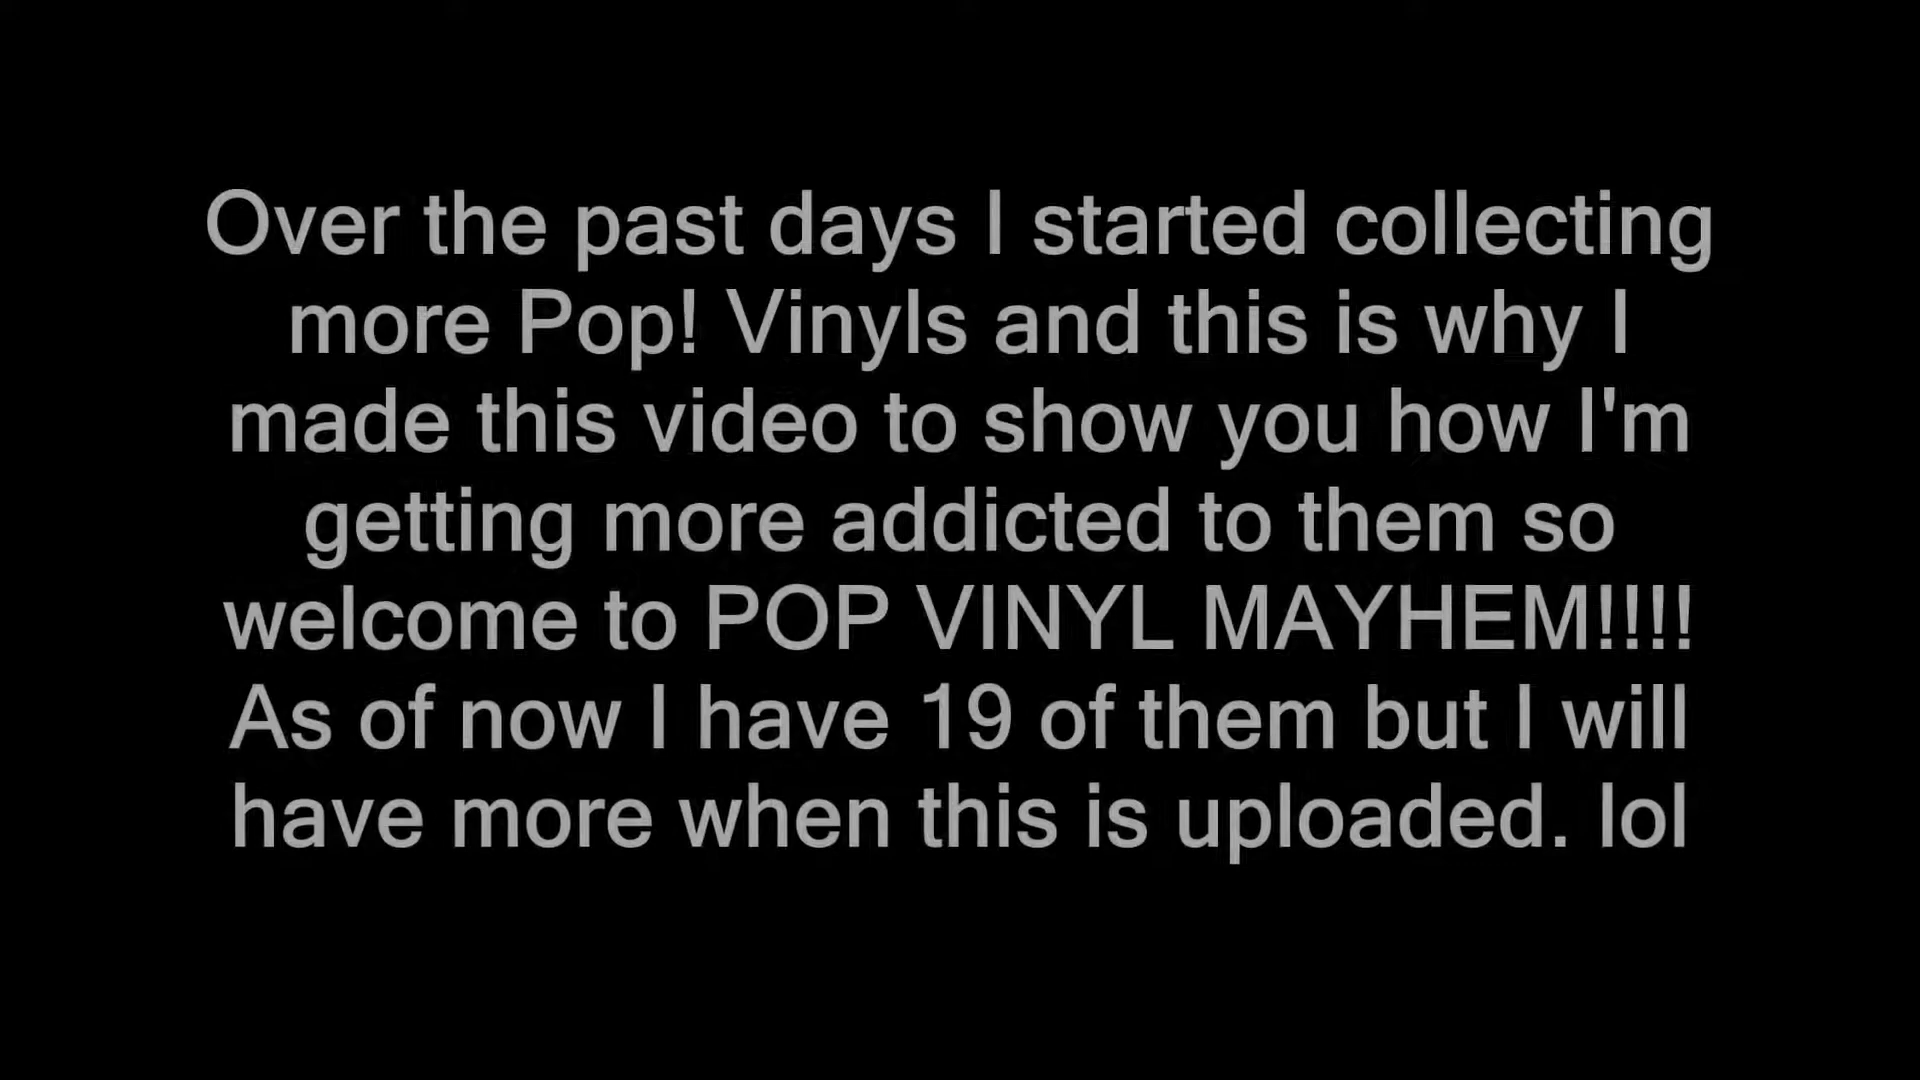 Over the past days I started collecting
more Pop! Vinyls and this is why I
made this video to show you how I'm
getting more addicted to them so
welcome to POP VINYL MAYHEM!!!!
As of now I have 19 of them but I will
have more when this is uploaded. lol